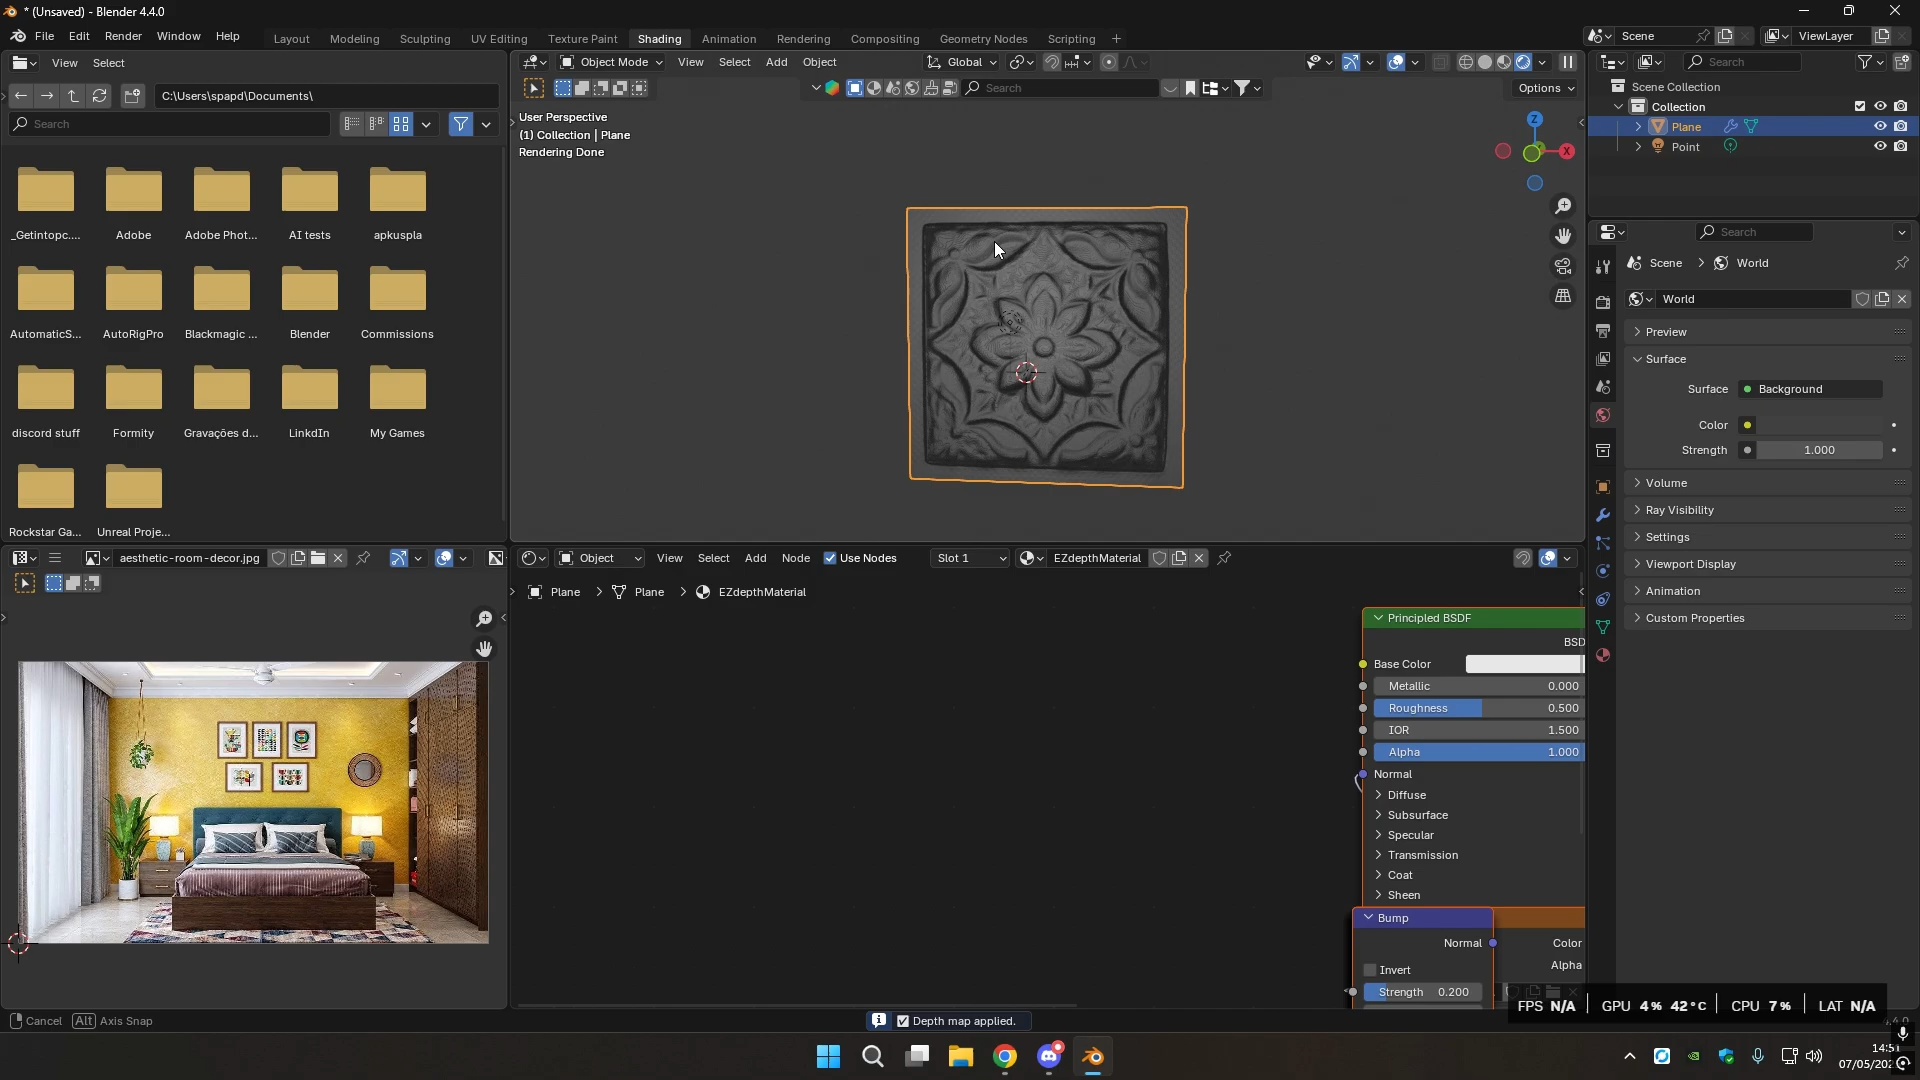 * (Unsaved) - Blender 4.4.0
File Edit Render Window Help
Layout Modeling Sculpting UV Editing Texture Paint Shading Animation Rendering Compositing Geometry Nodes Scripting +
Scene
ViewLayer
View Select
Object Mode View Select Add Object
Global
Search
C:\Users\spapd\Documents\
Search
Search
Options
User Perspective
(1) Collection | Plane
Rendering Done
Z
X
Scene Collection
Collection
Plane
Point
_Getintopc....
Adobe
Adobe Phot...
AI tests
apkuspla
AutomaticS...
AutoRigPro
Blackmagic ...
Blender
Commissions
discord stuff
Formity
Gravações d...
LinkdIn
My Games
Rockstar Ga...
Unreal Proje...
Search
Scene > World
World
Preview
Surface
Surface Background
Color
Strength 1.000
Volume
Ray Visibility
Settings
Viewport Display
Animation
Custom Properties
aesthetic-room-decor.jpg
Object View Select Add Node Use Nodes Slot 1 EZdepthMaterial
Plane > Plane > EZdepthMaterial
Principled BSDF
BSD
Base Color
Metallic 0.000
Roughness 0.500
IOR 1.500
Alpha 1.000
Normal
Diffuse
Subsurface
Specular
Transmission
Coat
Sheen
Bump
Normal
Color
Invert
Alpha
Strength 0.200
FPS N/A | GPU 4% 42°C | CPU 7% | LAT N/A
Cancel Alt Axis Snap
Depth map applied.